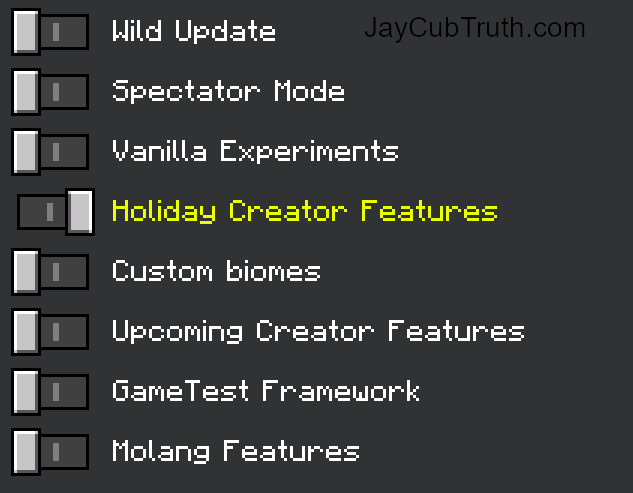 Wild Update
JayCubTruth.com
Spectator Mode
Vanilla Experiments
Holiday Creator Features
Custom biomes
Upcoming Creator Features
GameTest Framework
Molang Features